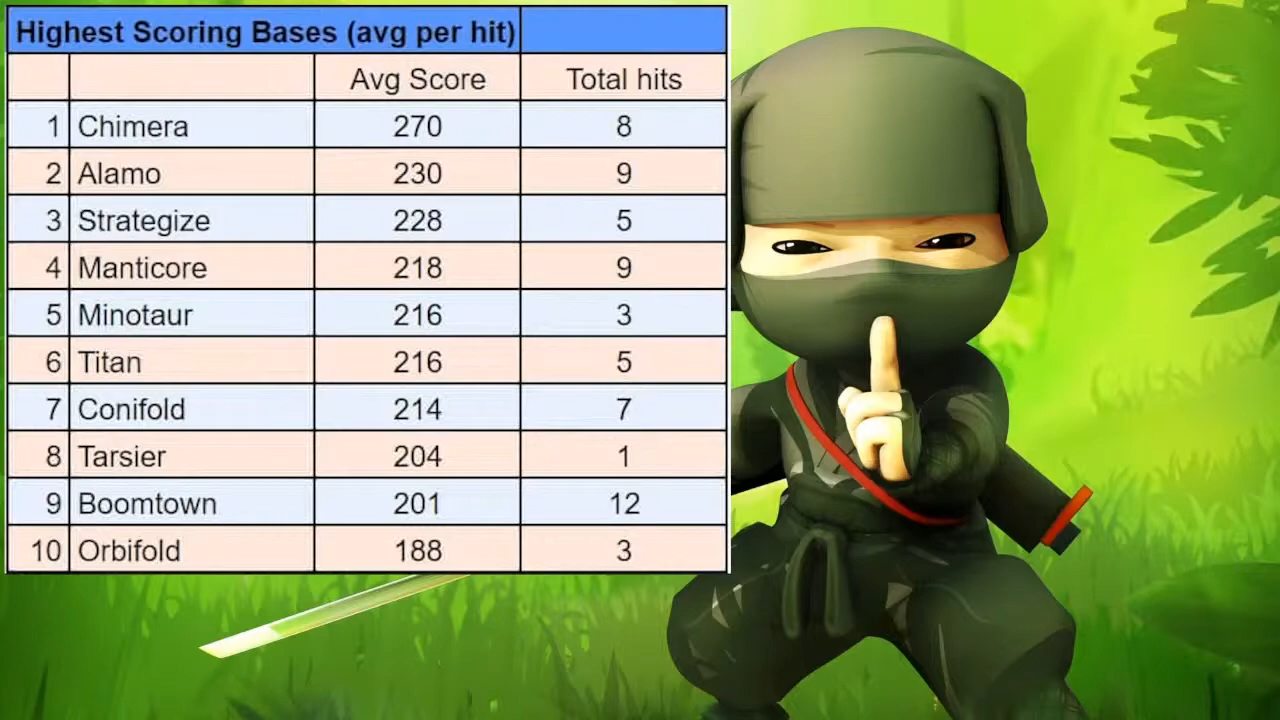 Highest Scoring Bases (avg per hit)
Avg Score Total hits
1 Chimera 270 8
2 Alamo 230 9
3 Strategize 228 5
4 Manticore 218 9
5 Minotaur 216 3
6 Titan 216 5
7 Conifold 214 7
8 Tarsier 204 1
9 Boomtown 201 12
10 Orbifold 188 3